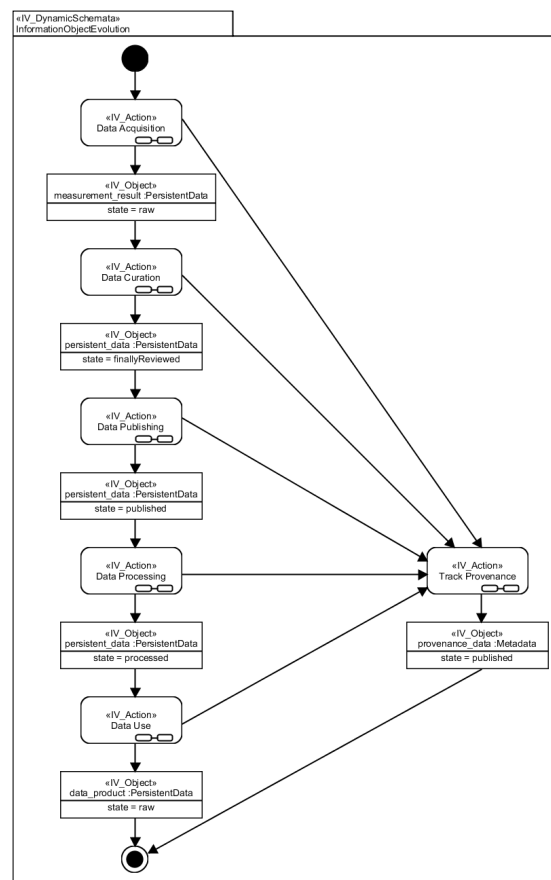 «IV_DynamicSchemata»
InformationObjectEvolution
«IV_Action»
Data Acquisition
«IV_Object»
measurement_result :PersistentData
state = raw
«IV_Action»
Data Curation
«IV_Object»
persistent_data :PersistentData
state = finallyReviewed
«IV_Action»
Data Publishing
«IV_Object»
persistent_data :PersistentData
state = published
«IV_Action»
Data Processing
«IV_Action»
Track Provenance
«IV_Object»
persistent_data :PersistentData
state = processed
«IV_Object»
provenance_data :Metadata
state = published
«IV_Action»
Data Use
«IV_Object»
data_product :PersistentData
state = raw